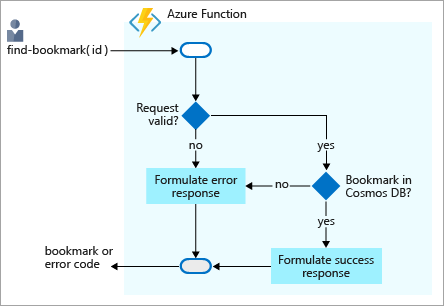 Azure Function
find-bookmark(id)
Request
valid?
no
yes
Formulate error
response
no
Bookmark in
Cosmos DB?
yes
bookmark or
error code
Formulate success
response